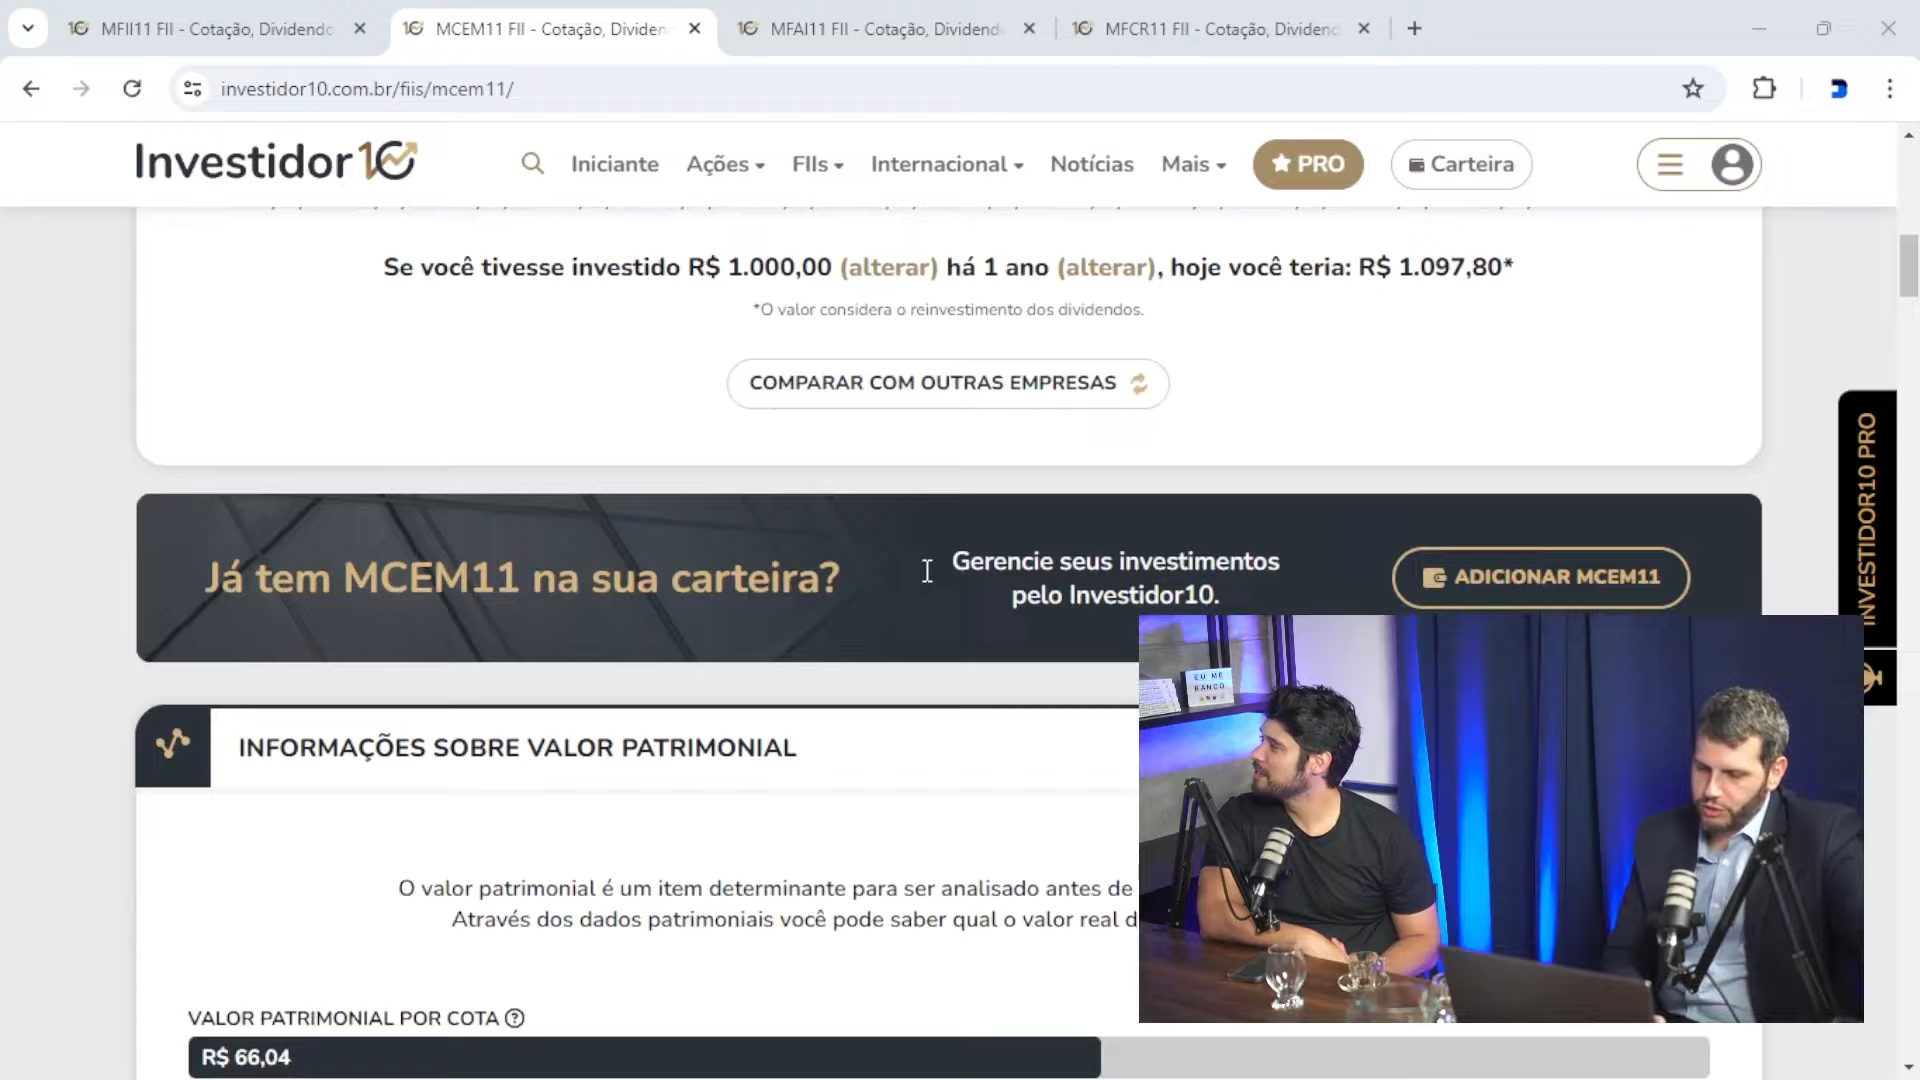 MFII11 FII - Cotação, Dividendo
MCEM11 FII - Cotação, Dividen
MFAI11 FII - Cotação, Dividend
MFCR11 FII - Cotação, Dividenc
investidor10.com.br/fiis/mcem11/
Investidor 10
Iniciante
Ações
FIIs
Internacional
Notícias
Mais
PRO
Carteira
Se você tivesse investido R$ 1.000,00 (alterar) há 1 ano (alterar), hoje você teria: R$ 1.097,80*
*O valor considera o reinvestimento dos dividendos.
COMPARAR COM OUTRAS EMPRESAS
INVESTIDOR10 PRO
Já tem MCEM11 na sua carteira?
Gerencie seus investimentos
pelo Investidor10.
ADICIONAR MCEM11
EU ME
BANCO
INFORMAÇÕES SOBRE VALOR PATRIMONIAL
O valor patrimonial é um item determinante para ser analisado antes de
Através dos dados patrimoniais você pode saber qual o valor real d
VALOR PATRIMONIAL POR COTA
R$ 66,04